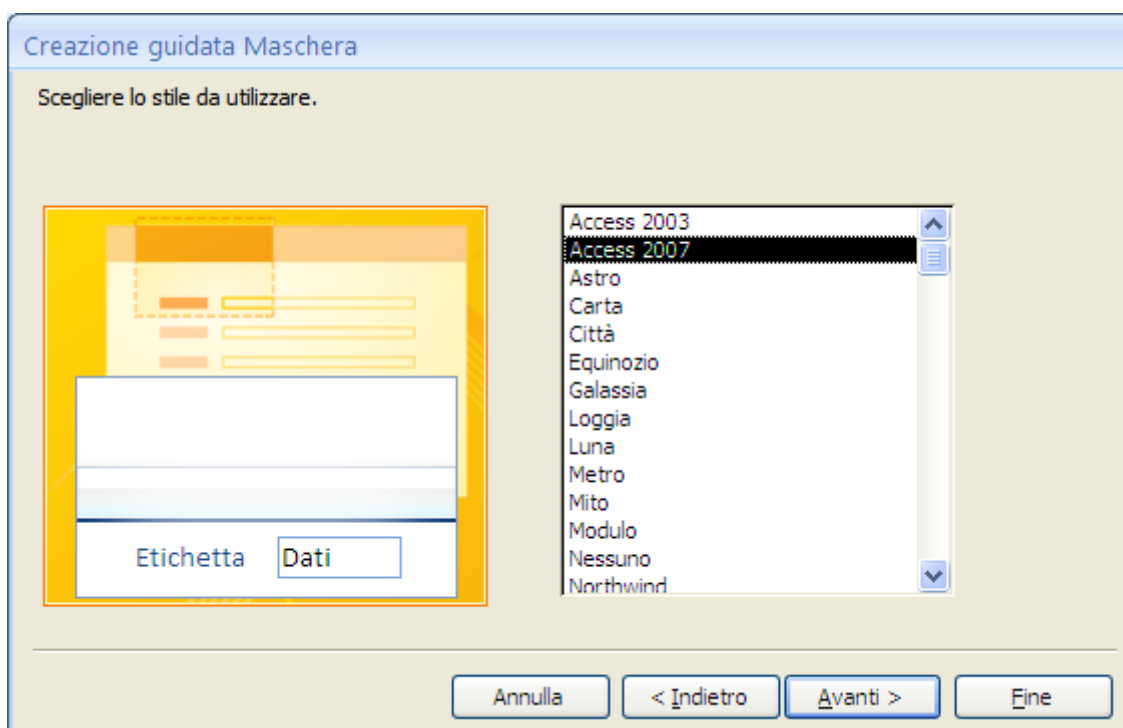 Creazione guidata Maschera
Scegliere lo stile da utilizzare.
Access 2003
Access 2007
Astro
Carta
Città
Equinozio
Galassia
Loggia
Luna
Metro
Mito
Modulo
Nessuno
Northwind
Etichetta Dati
Annulla < Indietro Avanti > Fine